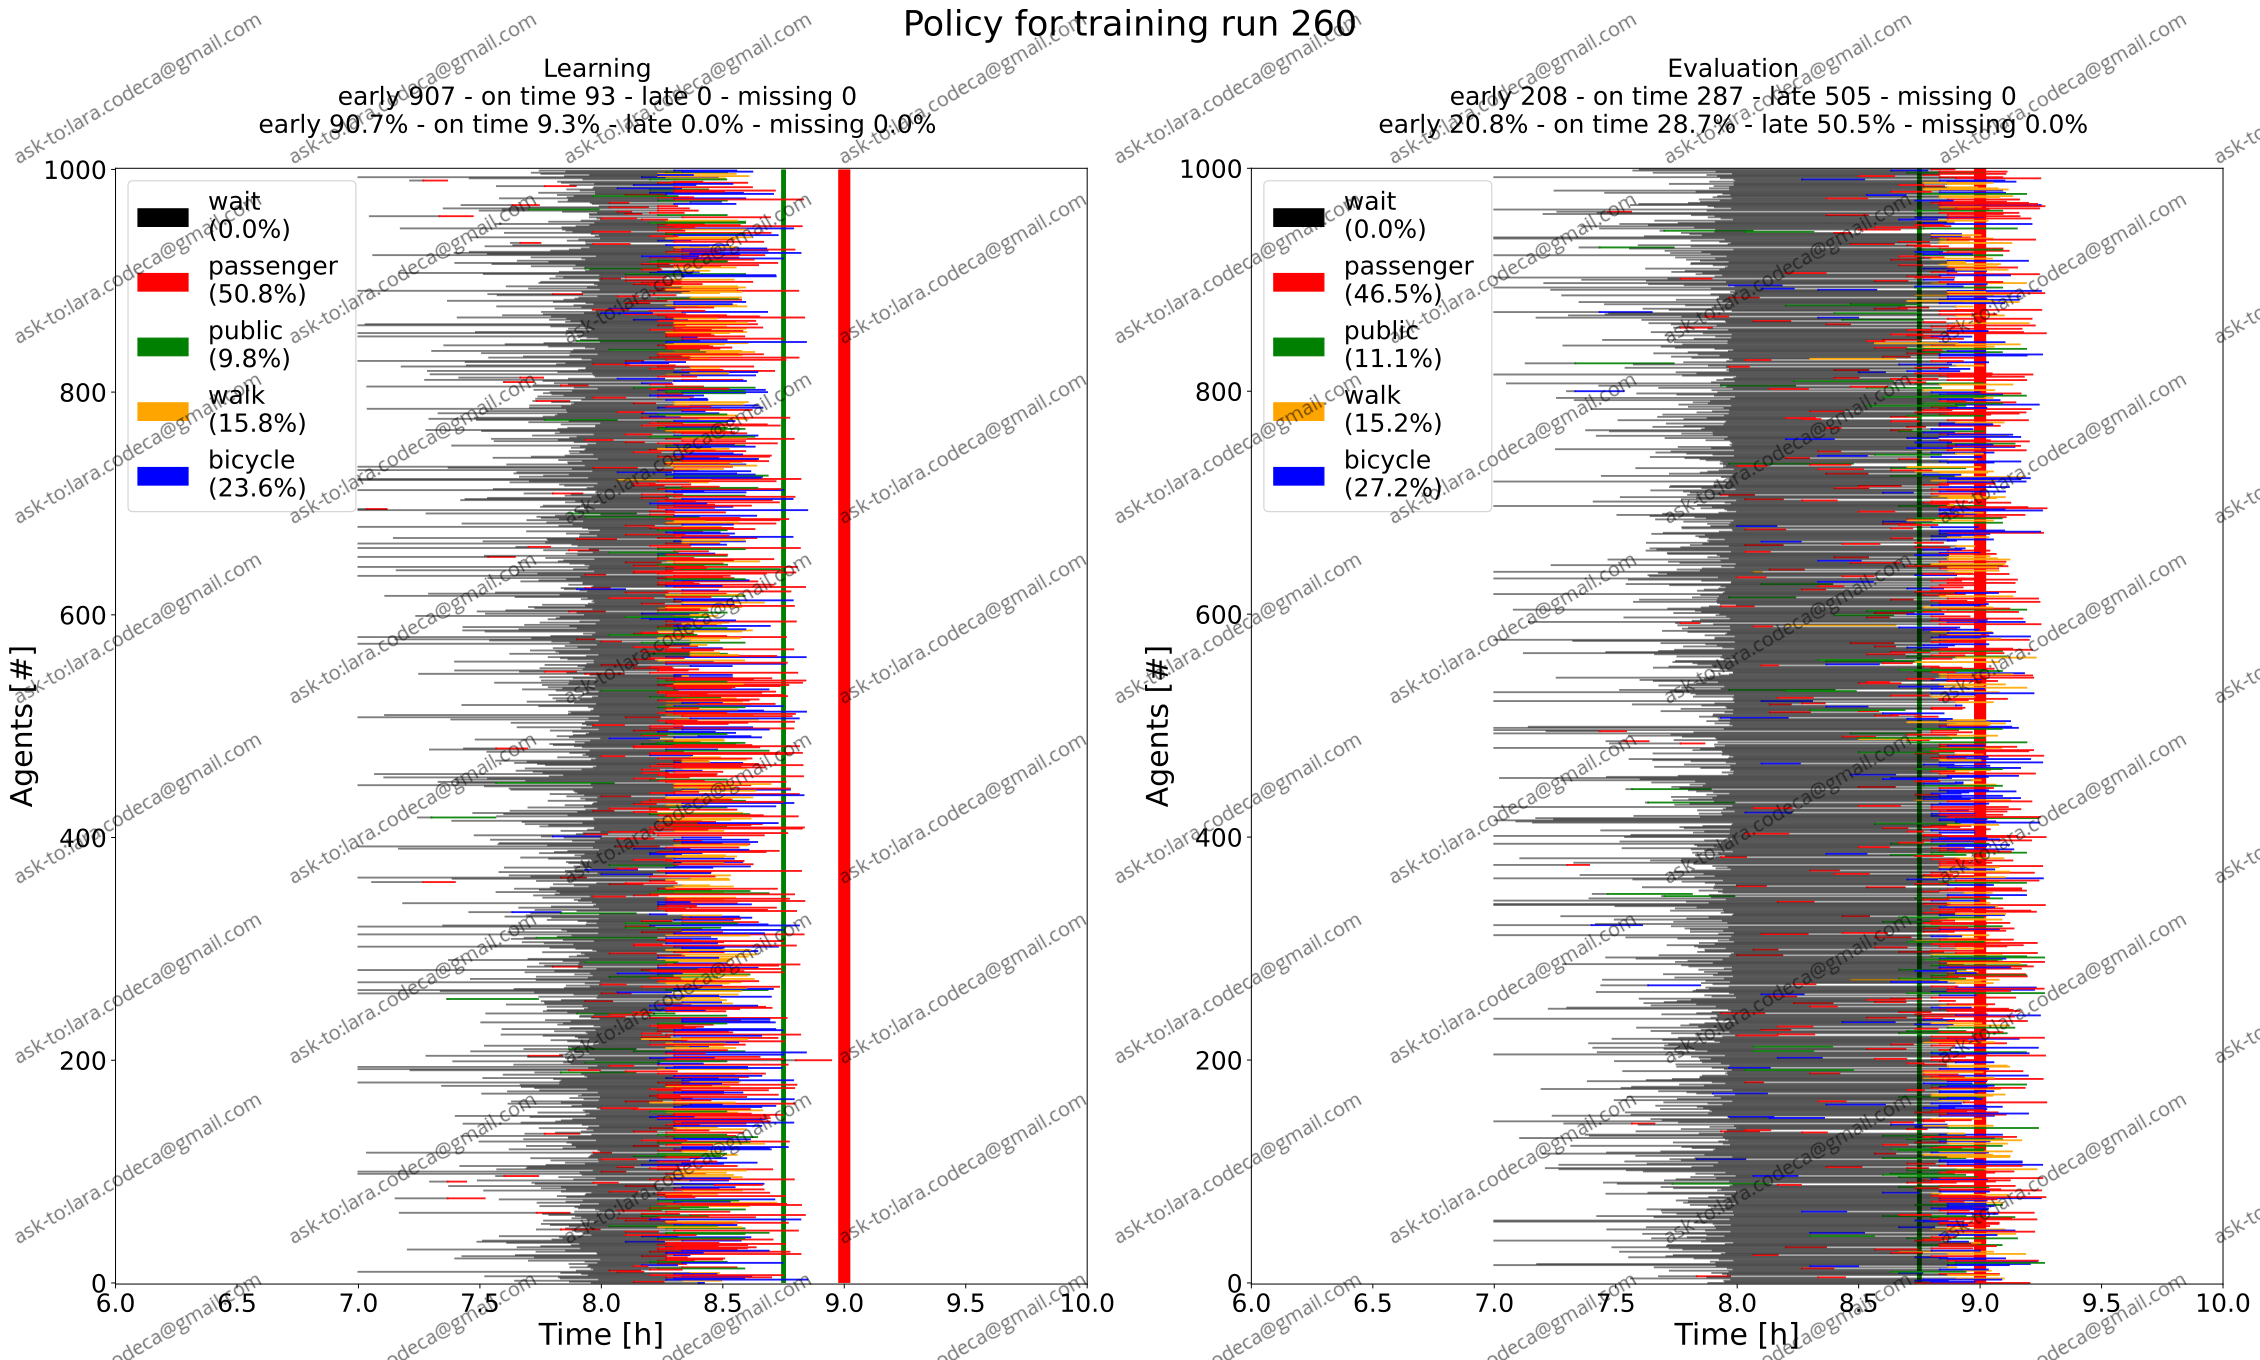 Policy for training run 260
Learning
early 907 - on time 93 - late 0 - missing 0
early 90.7% - on time 9.3% - late 0.0% - missing 0.0%
Agents [#]
1000
800
600
400
200
0
wait
(0.0%)
passenger
(50.8%)
public
(9.8%)
walk
(15.8%)
bicycle
(23.6%)
6.0 6.5 7.0 7.5 8.0 8.5 9.0 9.5 10.0
Time [h]
Evaluation
early 208 - on time 287 - late 505 - missing 0
early 20.8% - on time 28.7% - late 50.5% - missing 0.0%
Agents [#]
1000
800
600
400
200
0
wait
(0.0%)
passenger
(46.5%)
public
(11.1%)
walk
(15.2%)
bicycle
(27.2%)
6.0 6.5 7.0 7.5 8.0 8.5 9.0 9.5 10.0
Time [h]
ask-to:lara.codeca@gmail.com